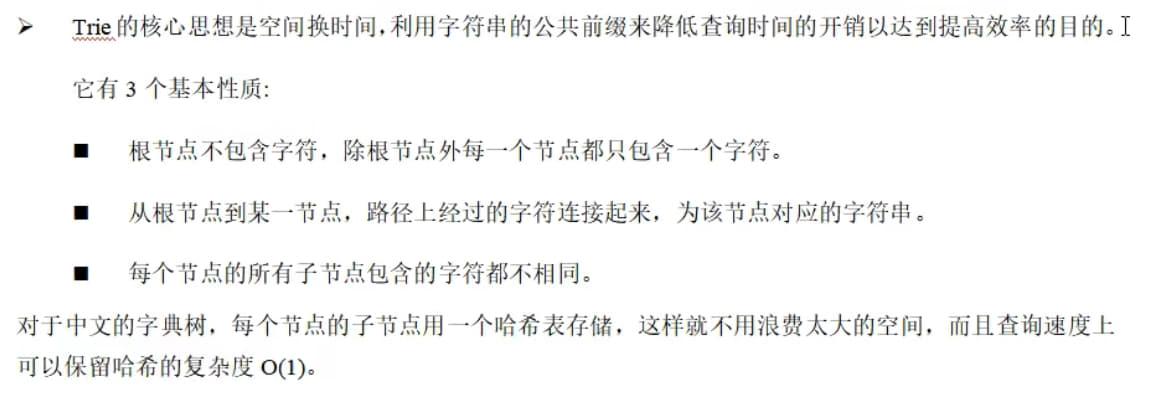 ➤ Trie的核心思想是空间换时间,利用字符串的公共前缀来降低查询时间的开销以达到提高效率的目的。
它有 3 个基本性质:
■ 根节点不包含字符，除根节点外每一个节点都只包含一个字符。
■ 从根节点到某一节点，路径上经过的字符连接起来，为该节点对应的字符串。
■ 每个节点的所有子节点包含的字符都不相同。
对于中文的字典树，每个节点的子节点用一个哈希表存储，这样就不用浪费太大的空间，而且查询速度上
可以保留哈希的复杂度 O(1)。